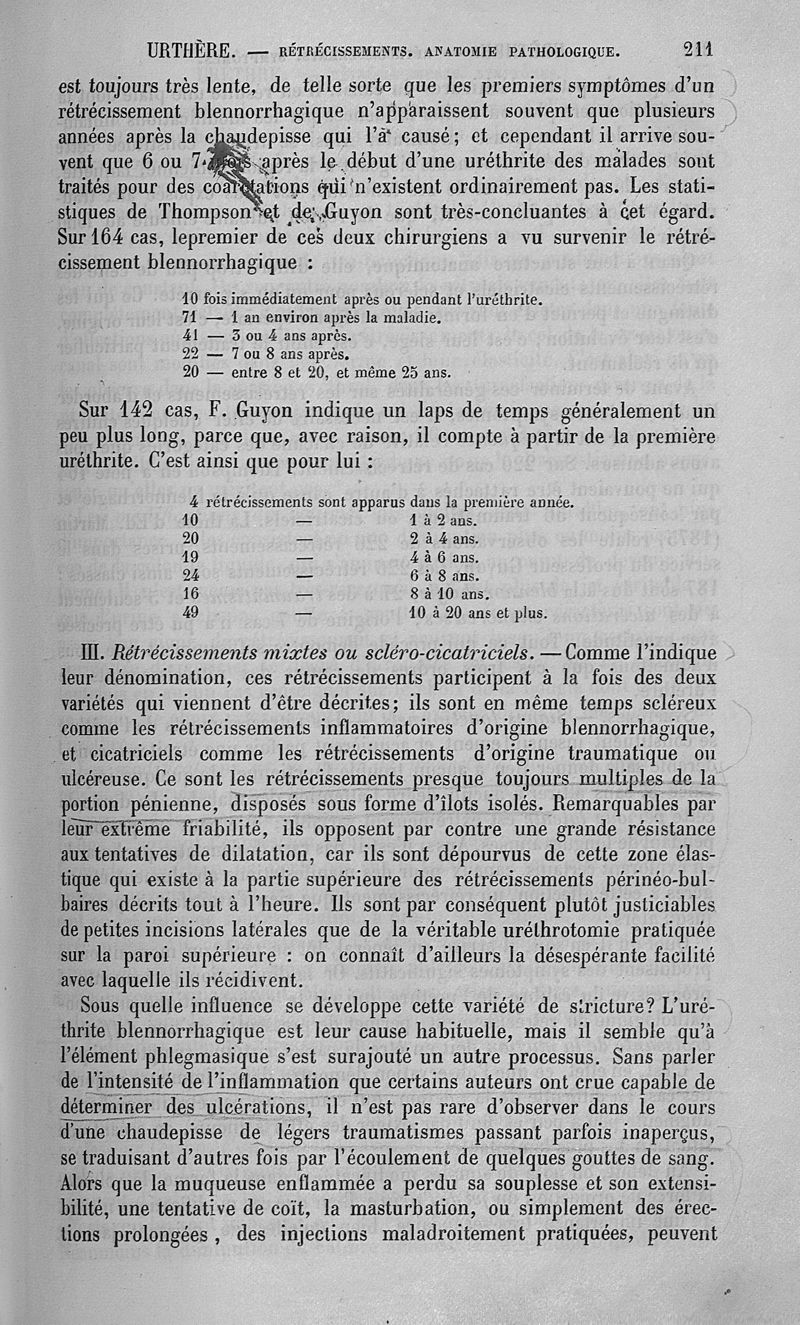 URTHÈRE. — RÉTRÉCISSEMENTS. ANATOMIE PATHOLOGIQUE. 211
est toujours très lente, de telle sorte que les premiers symptômes d'un
rétrécissement blennorrhagique n'apparaissent souvent que plusieurs
années après la chaudepisse qui l'a causé; et cependant il arrive sou-
vent que 6 ou 7 après le début d'une uréthrite des malades sont
traités pour des coarctations qui n'existent ordinairement pas. Les stati-
stiques de Thompson et de Guyon sont très-concluantes à cet égard.
Sur 164 cas, lepremier de ces deux chirurgiens a vu survenir le rétré-
cissement blennorrhagique :
10 fois immédiatement après ou pendant l'uréthrite.
71 — 1 an environ après la maladie.
41 — 3 ou 4 ans après.
22 — 7 ou 8 ans après.
20 — entre 8 et 20, et même 25 ans.
Sur 142 cas, F. Guyon indique un laps de temps généralement un
peu plus long, parce que, avec raison, il compte à partir de la première
uréthrite. C'est ainsi que pour lui :
4 rétrécissements sont apparus dans la première année.
10 — 1 à 2 ans.
20 — 2 à 4 ans.
19 — 4 à 6 ans.
24 — 6 à 8 ans.
16 — 8 à 10 ans.
49 — 10 à 20 ans et plus.
III. Rétrécissements mixtes ou scléro-cicatriciels. — Comme l'indique
leur dénomination, ces rétrécissements participent à la fois des deux
variétés qui viennent d'être décrites; ils sont en même temps scléreux
comme les rétrécissements inflammatoires d'origine blennorrhagique,
et cicatriciels comme les rétrécissements d'origine traumatique ou
ulcéreuse. Ce sont les rétrécissements presque toujours multiples de la
portion pénienne, disposés sous forme d'îlots isolés. Remarquables par
leur extrême friabilité, ils opposent par contre une grande résistance
aux tentatives de dilatation, car ils sont dépourvus de cette zone élas-
tique qui existe à la partie supérieure des rétrécissements périnéo-bul-
baires décrits tout à l'heure. Ils sont par conséquent plutôt justiciables
de petites incisions latérales que de la véritable uréthrotomie pratiquée
sur la paroi supérieure : on connaît d'ailleurs la désespérante facilité
avec laquelle ils récidivent.
Sous quelle influence se développe cette variété de stricture? L'uré-
thrite blennorrhagique est leur cause habituelle, mais il semble qu'à
l'élément phlegmasique s'est surajouté un autre processus. Sans parler
de l'intensité de l'inflammation que certains auteurs ont crue capable de
déterminer des ulcérations, il n'est pas rare d'observer dans le cours
d'une chaudepisse de légers traumatismes passant parfois inaperçus,
se traduisant d'autres fois par l'écoulement de quelques gouttes de sang.
Alors que la muqueuse enflammée a perdu sa souplesse et son extensi-
bilité, une tentative de coït, la masturbation, ou simplement des érec-
tions prolongées, des injections maladroitement pratiquées, peuvent